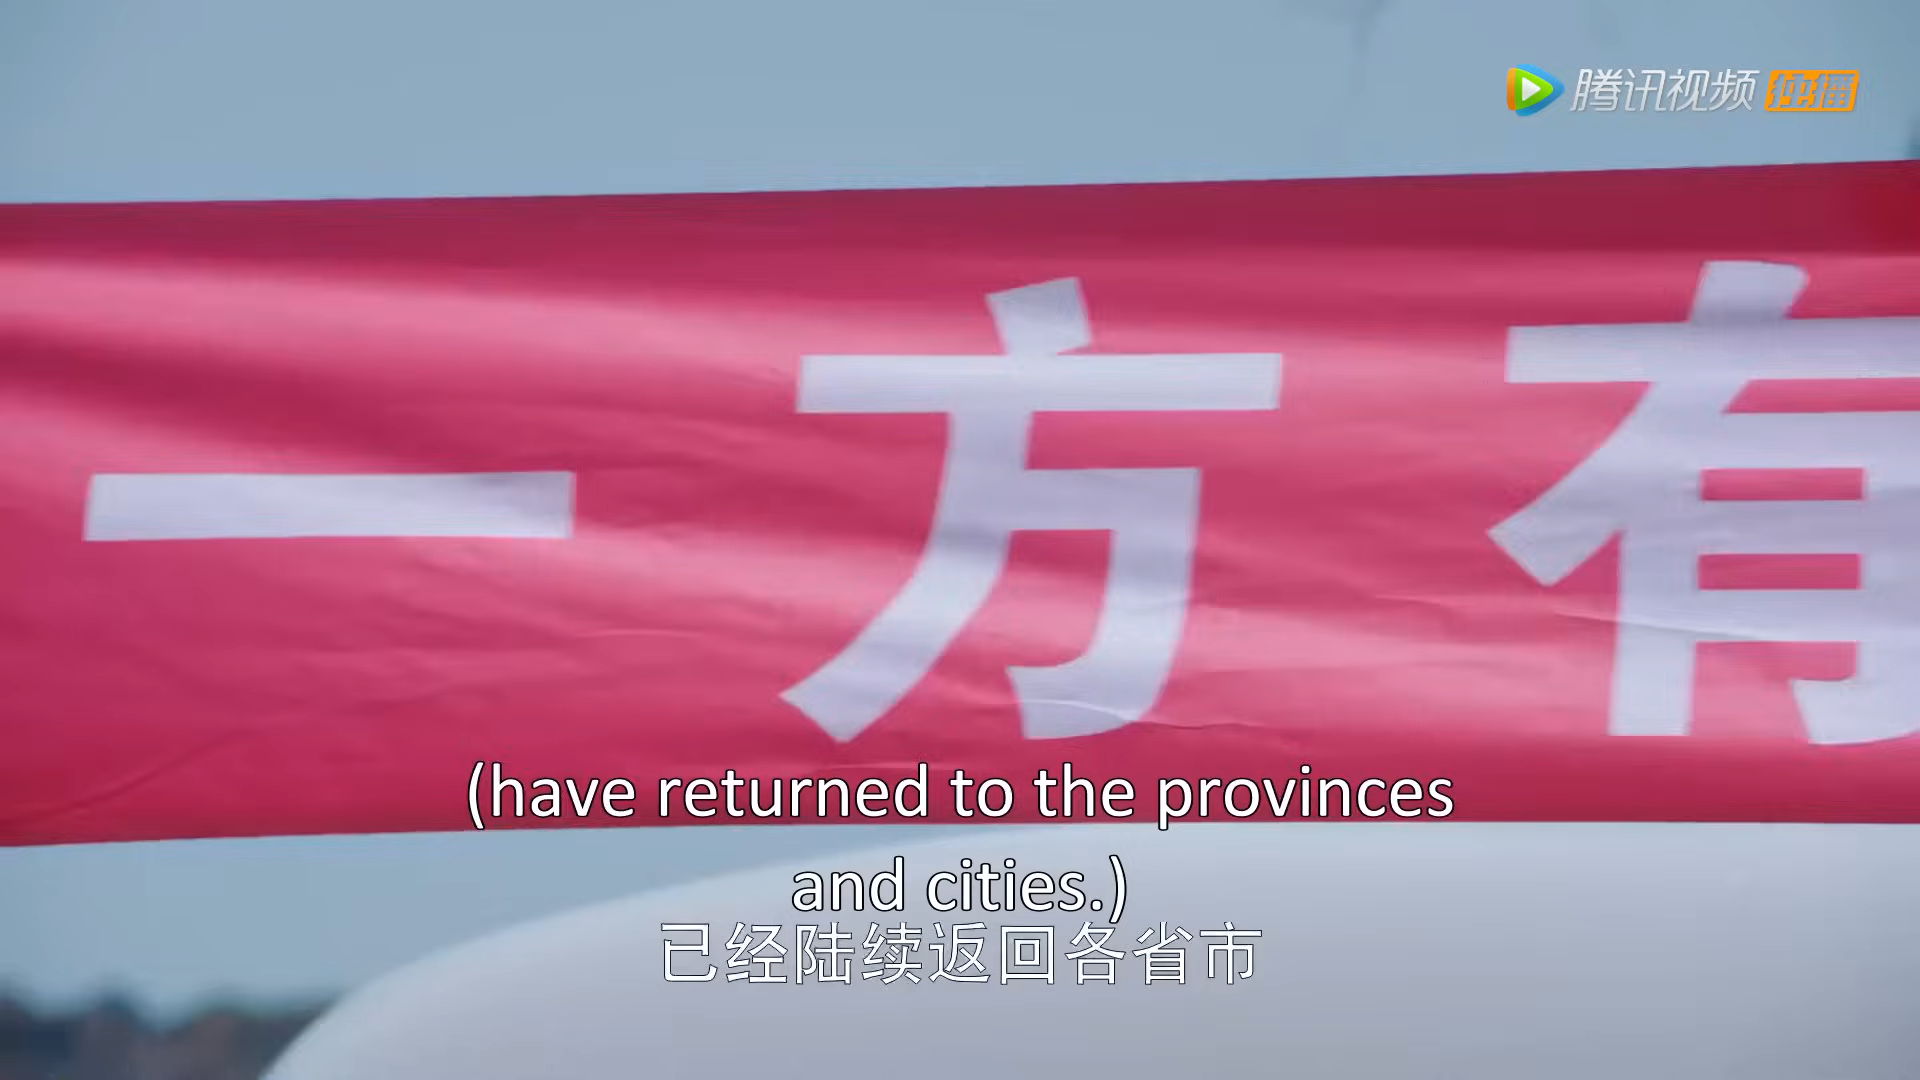 腾讯视频 独播
一方有
(have returned to the provinces
and cities.)
已经陆续返回各省市